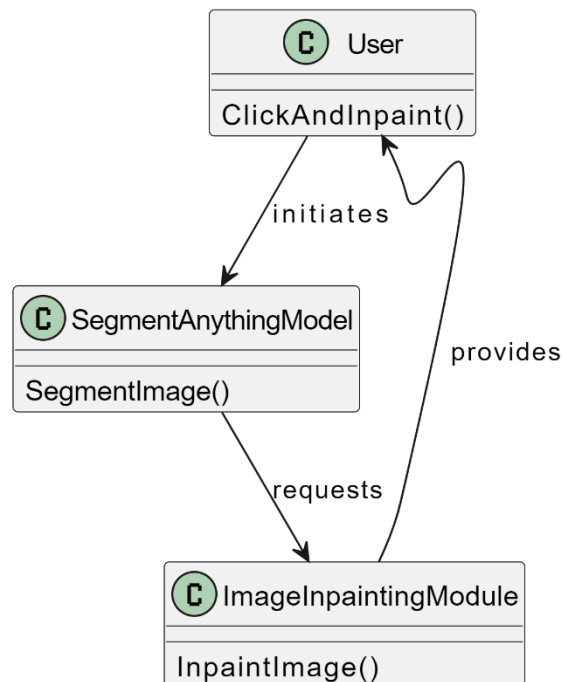 C User
ClickAndInpaint()
initiates
C SegmentAnythingModel
provides
SegmentImage()
requests
C ImageInpaintingModule
InpaintImage()